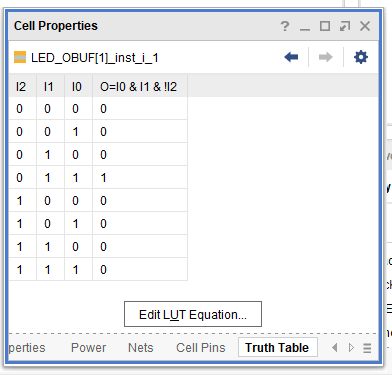 Cell Properties
LED_OBUF[1]_inst_i_1
I2 I1 I0 O=I0 & I1 & !I2
0 0 0 0
0 0 1 0
0 1 0 0
0 1 1 1
1 0 0 0
1 0 1 0
1 1 0 0
1 1 1 0
Edit LUT Equation...
perties Power Nets Cell Pins Truth Table